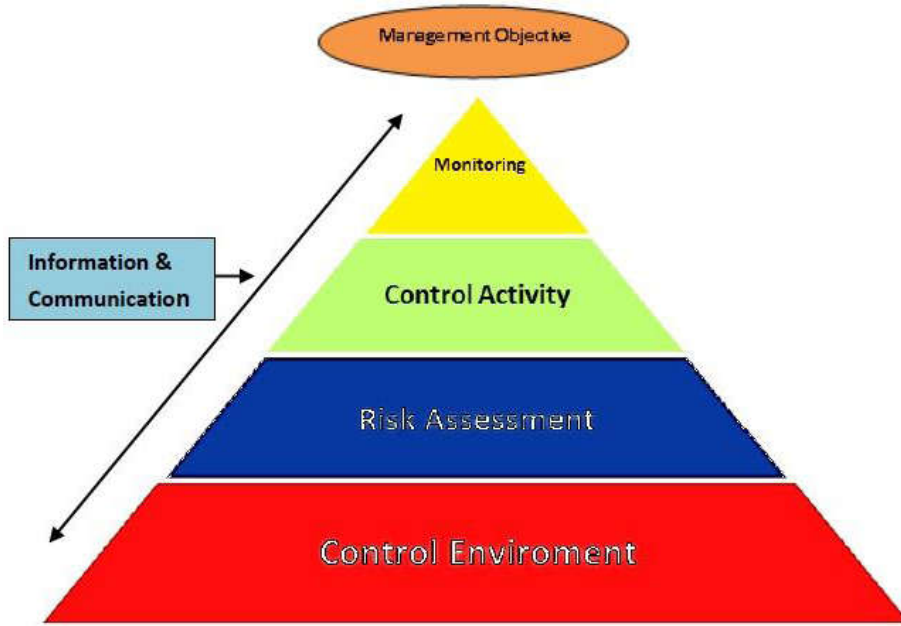 Management Objective
Monitoring
Information &
Communication
Control Activity
Risk Assessment
Control Enviroment